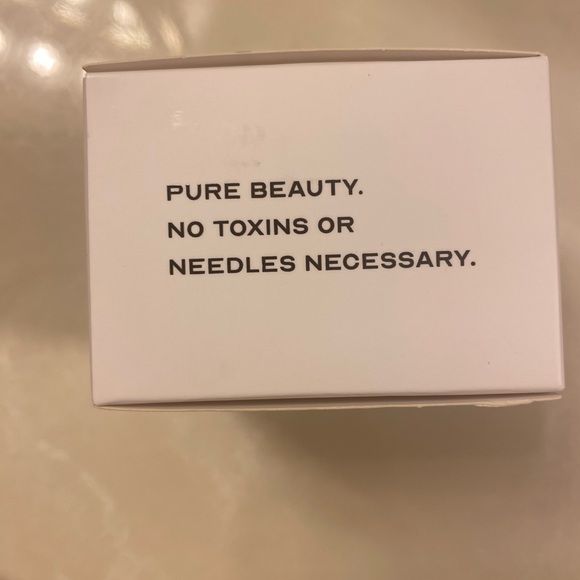 PURE BEAUTY.
NO TOXINS OR
NEEDLES NECESSARY.